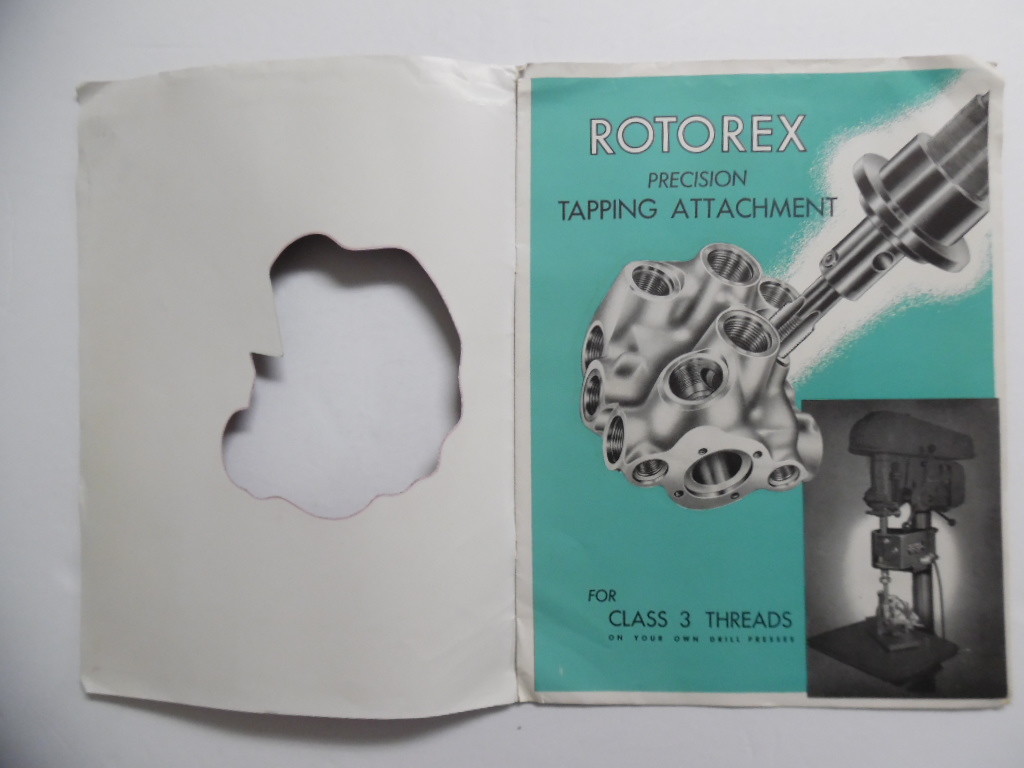 ROTOREX
PRECISION
TAPPING ATTACHMENT
FOR
CLASS 3 THREADS
ON YOUR OWN DRILL PRESSES